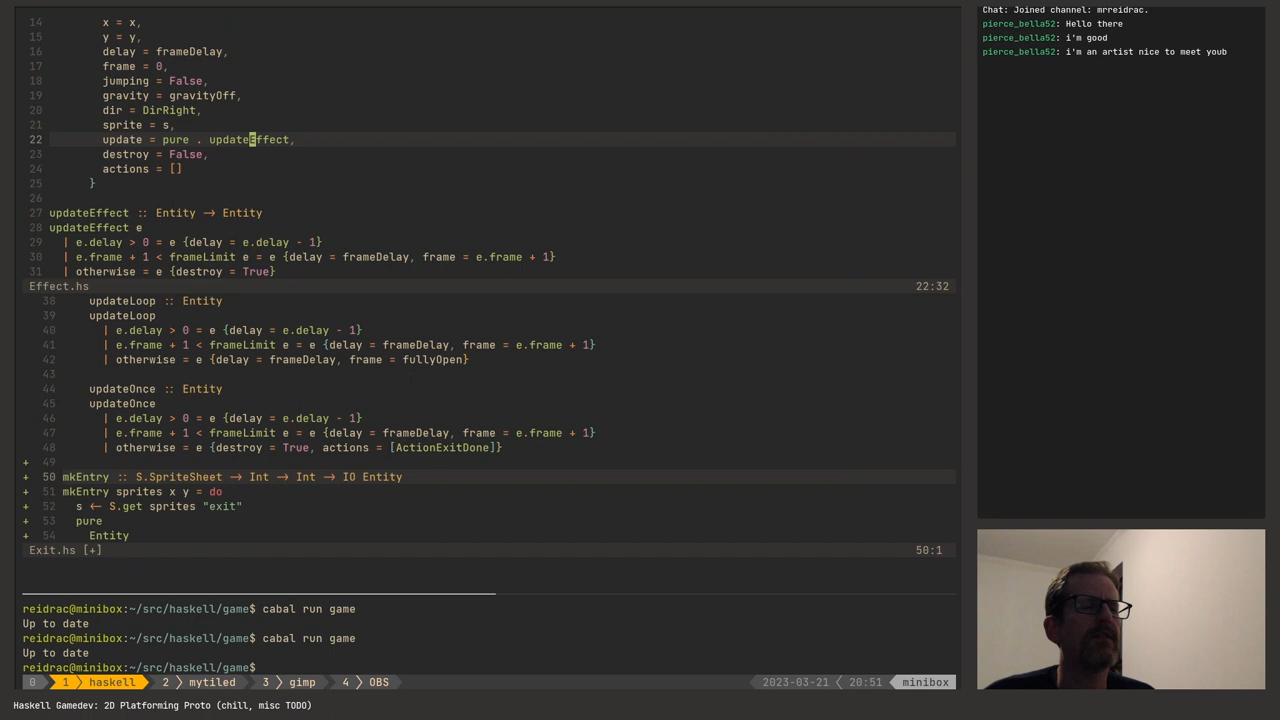 14 x = x,
15 y = y,
16 delay = frameDelay,
17 frame = 0,
18 jumping = False,
19 gravity = gravityOff,
20 dir = DirRight,
21 sprite = s,
22 update = pure . updateEffect,
23 destroy = False,
24 actions = []
25 }
26
27 updateEffect :: Entity → Entity
28 updateEffect e
29 | e.delay > 0 = e {delay = e.delay - 1}
30 | e.frame + 1 < frameLimit e = e {delay = frameDelay, frame = e.frame + 1}
31 | otherwise = e {destroy = True}
Effect.hs 22:32
38 updateLoop :: Entity
39 updateLoop
40 | e.delay > 0 = e {delay = e.delay - 1}
41 | e.frame + 1 < frameLimit e = e {delay = frameDelay, frame = e.frame + 1}
42 | otherwise = e {delay = frameDelay, frame = fullyOpen}
43
44 updateOnce :: Entity
45 updateOnce
46 | e.delay > 0 = e {delay = e.delay - 1}
47 | e.frame + 1 < frameLimit e = e {delay = frameDelay, frame = e.frame + 1}
48 | otherwise = e {destroy = True, actions = [ActionExitDone]}
+ 49
+ 50 mkEntry :: S.SpriteSheet → Int → Int → IO Entity
+ 51 mkEntry sprites x y = do
+ 52 s ← S.get sprites "exit"
+ 53 pure
+ 54 Entity
Exit.hs [+] 50:1
reidrac@minibox:~/src/haskell/game$ cabal run game
Up to date
reidrac@minibox:~/src/haskell/game$ cabal run game
Up to date
reidrac@minibox:~/src/haskell/game$
0 1 haskell 2 mytiled 3 gimp 4 OBS 2023-03-21 20:51 minibox
Haskell Gamedev: 2D Platforming Proto (chill, misc TODO)
Chat: Joined channel: mrreidrac.
pierce_bella52: Hello there
pierce_bella52: i'm good
pierce_bella52: i'm an artist nice to meet youb